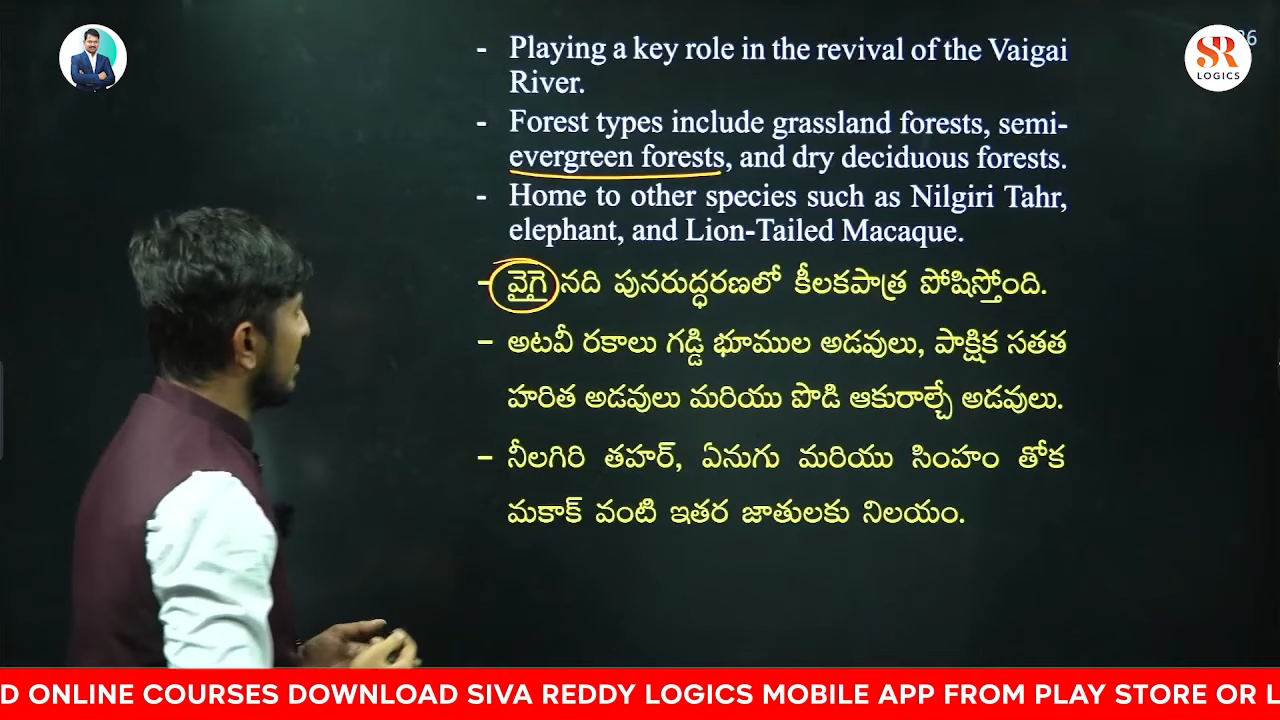 SR
LOGICS
- Playing a key role in the revival of the Vaigai
River.
- Forest types include grassland forests, semi-
evergreen forests, and dry deciduous forests.
- Home to other species such as Nilgiri Tahr,
elephant, and Lion-Tailed Macaque.
- వైగై నది పునరుద్ధరణలో కీలకపాత్ర పోషిస్తోంది.
- అటవీ రకాలు గడ్డి భూముల అడవులు, పాక్షిక సతత
హరిత అడవులు మరియు పొడి ఆకురాల్చే అడవులు.
- నీలగిరి తహర్, ఏనుగు మరియు సింహం తోక
మకాక్ వంటి ఇతర జాతులకు నిలయం.
D ONLINE COURSES DOWNLOAD SIVA REDDY LOGICS MOBILE APP FROM PLAY STORE OR L